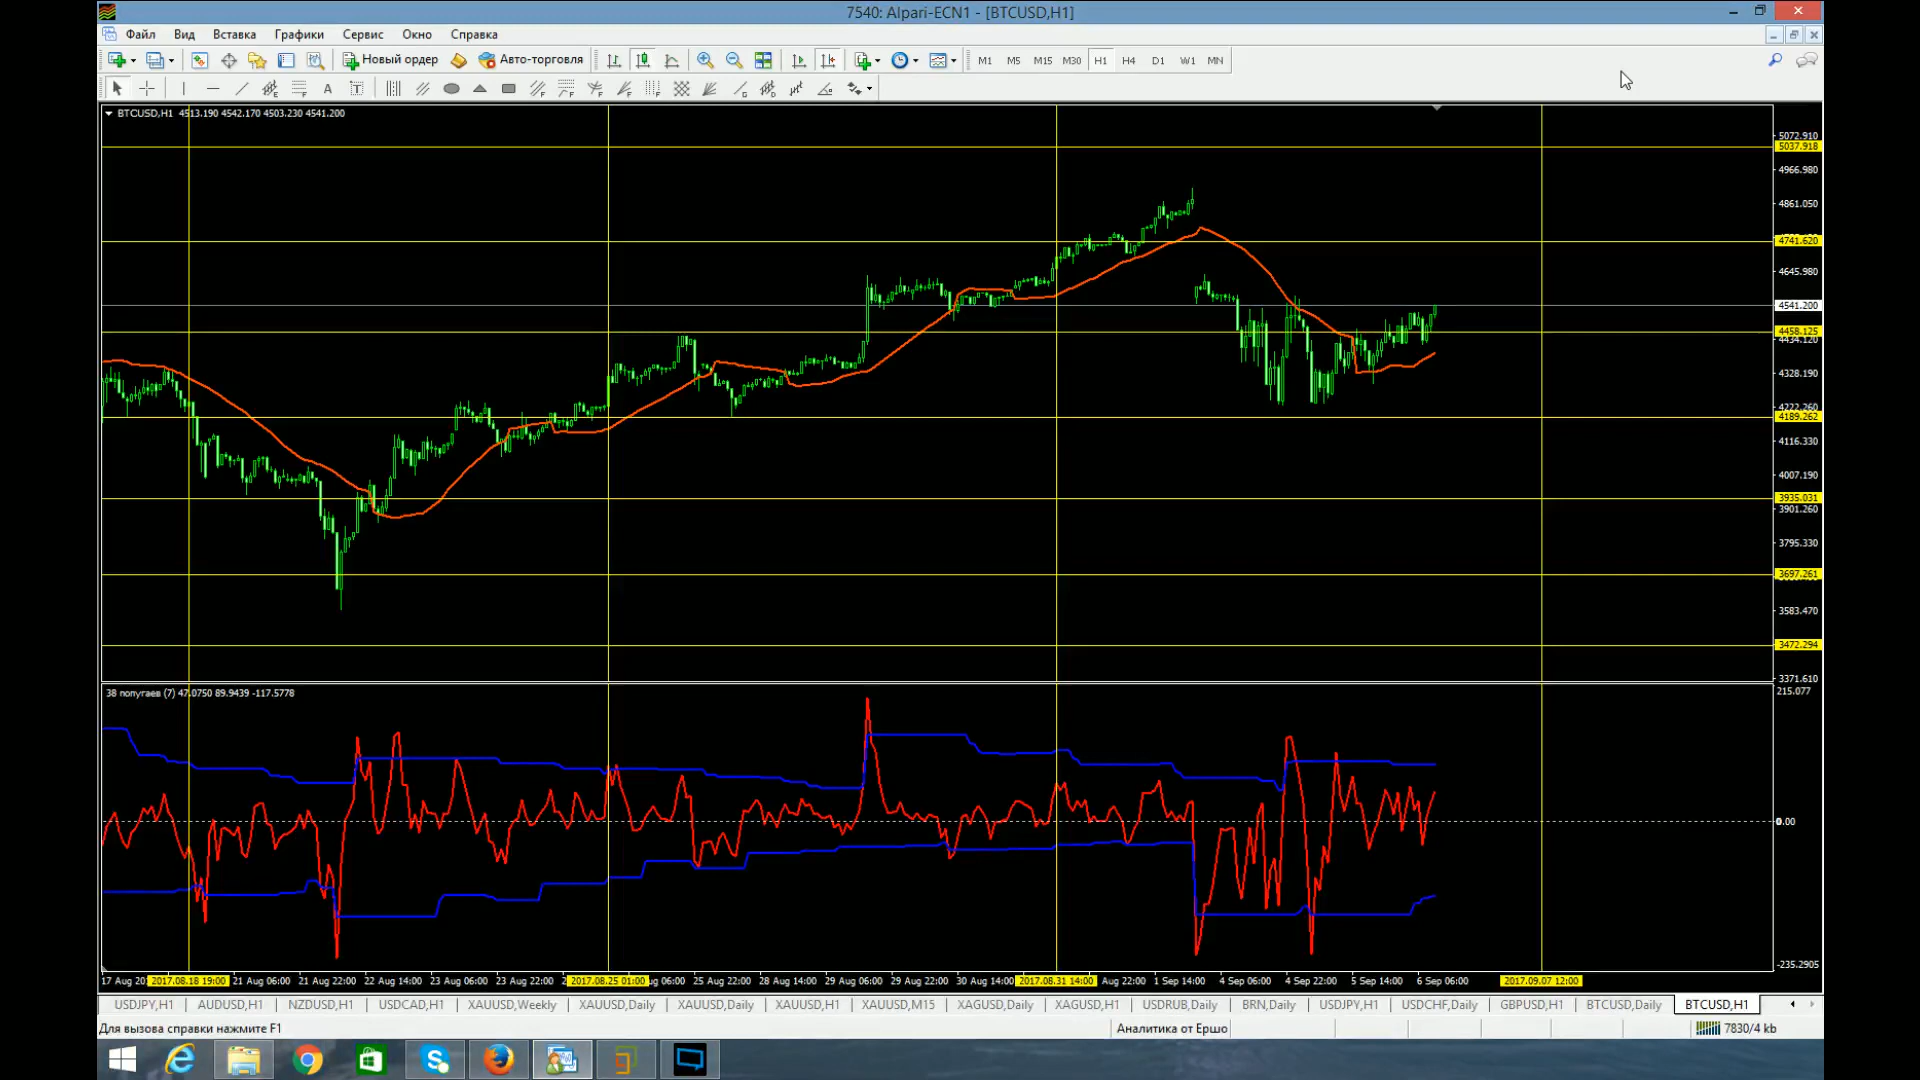 7540: Alpari-ECN1 - [BTCUSD,H1]
Файл Вид Вставка Графики Сервис Окно Справка
Новый ордер Авто-торговля M1 M5 M15 M30 H1 H4 D1 W1 MN
A T
BTCUSD,H1 4513.190 4542.170 4503.230 4541.200
5072.910
5037.918
4966.980
4861.050
4741.620
4645.980
4541.200
4458.125
4434.120
4328.190
4222.260
4189.262
4116.330
4007.190
3935.031
3901.260
3795.330
3697.261
3583.470
3472.294
3371.610
38 попугаев (7) 47.0750 89.9439 -117.5778
215.077
0.00
-235.2905
17 Aug 20 2017.08.18 19:00 21 Aug 06:00 21 Aug 22:00 22 Aug 14:00 23 Aug 06:00 23 Aug 22:00 2 2017.08.25 01:00 ug 06:00 25 Aug 22:00 28 Aug 14:00 29 Aug 06:00 29 Aug 22:00 30 Aug 14:00 2017.08.31 14:00 Aug 22:00 1 Sep 14:00 4 Sep 06:00 4 Sep 22:00 5 Sep 14:00 6 Sep 06:00 2017.09.07 12:00
USDJPY,H1 AUDUSD,H1 NZDUSD,H1 USDCAD,H1 XAUUSD,Weekly XAUUSD,Daily XAUUSD,Daily XAUUSD,H1 XAUUSD,M15 XAGUSD,Daily XAGUSD,H1 USDRUB,Daily BRN,Daily USDJPY,H1 USDCHF,Daily GBPUSD,H1 BTCUSD,Daily BTCUSD,H1
Для вызова справки нажмите F1 Аналитика от Ершо 7830/4 kb